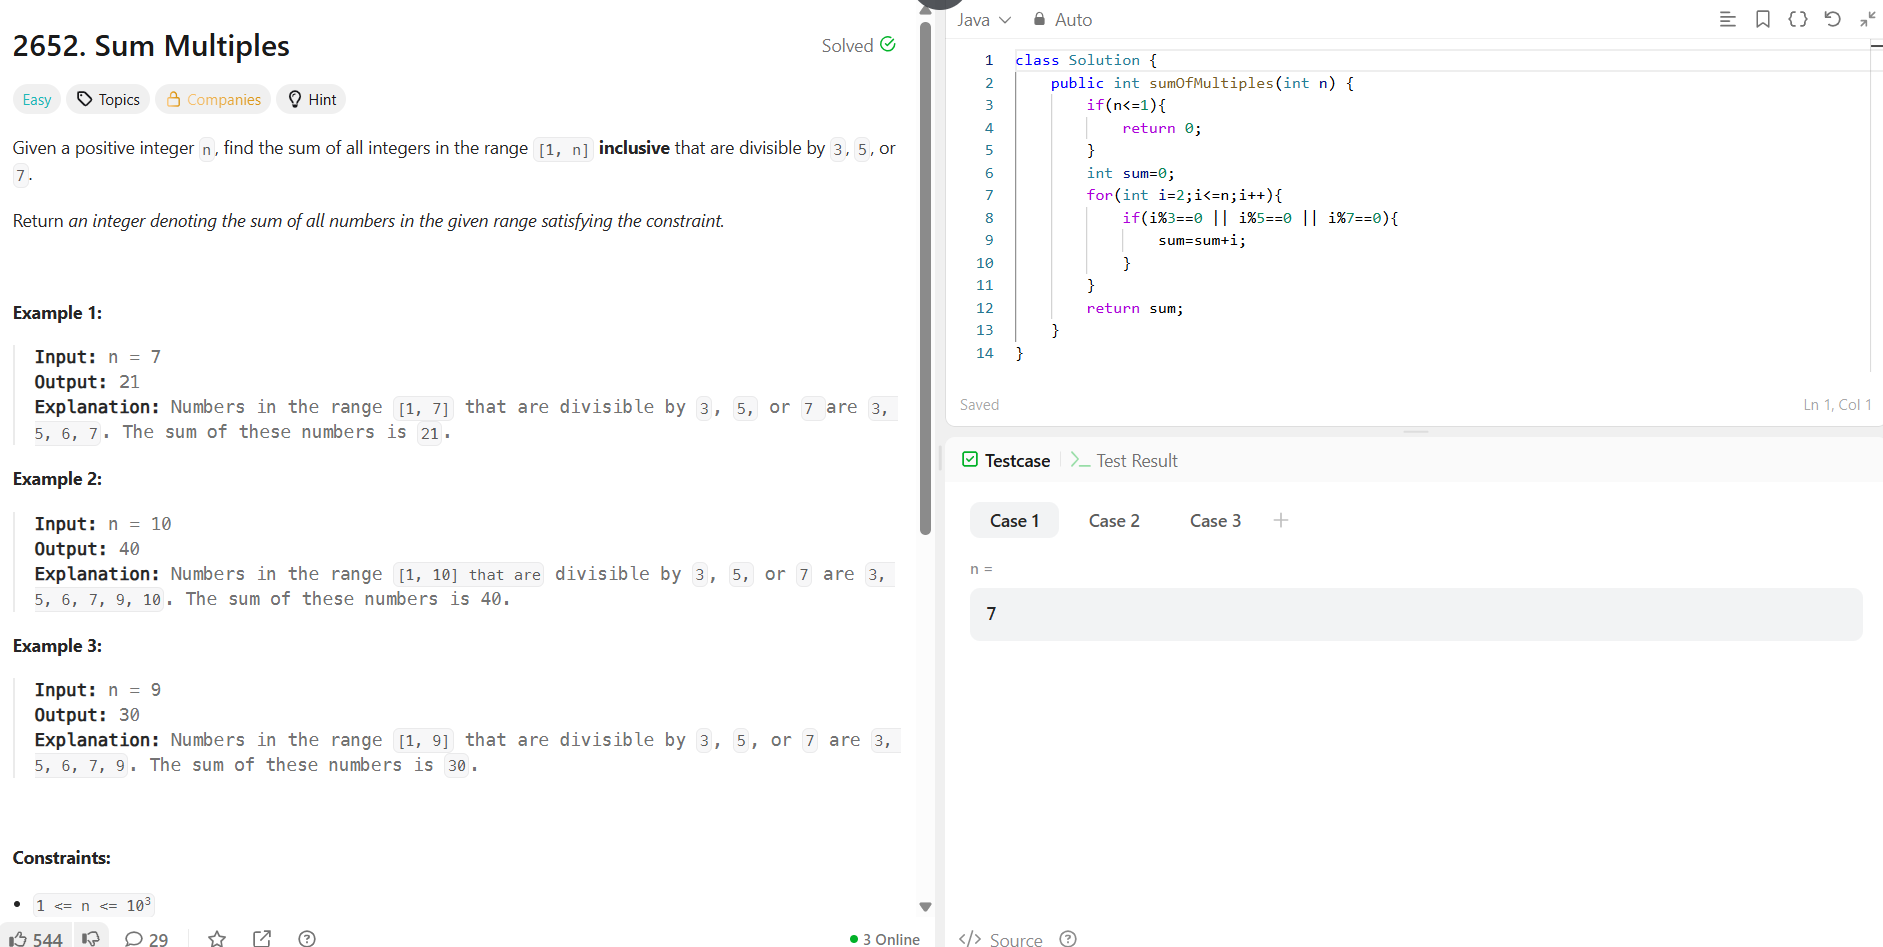 2652. Sum Multiples
Solved
Easy
Topics
Companies
Hint
Given a positive integer n, find the sum of all integers in the range [1, n] inclusive that are divisible by 3, 5, or
7.
Return an integer denoting the sum of all numbers in the given range satisfying the constraint.
Example 1:
Input: n = 7
Output: 21
Explanation: Numbers in the range [1, 7] that are divisible by 3, 5, or 7 are 3,
5, 6, 7. The sum of these numbers is 21.
Example 2:
Input: n = 10
Output: 40
Explanation: Numbers in the range [1, 10] that are divisible by 3, 5, or 7 are 3,
5, 6, 7, 9, 10. The sum of these numbers is 40.
Example 3:
Input: n = 9
Output: 30
Explanation: Numbers in the range [1, 9] that are divisible by 3, 5, or 7 are 3,
5, 6, 7, 9. The sum of these numbers is 30.
Constraints:
• 1 <= n <= 10³
544
29
3 Online
Java
Auto
1 class Solution {
2 public int sumOfMultiples(int n) {
3 if(n<=1){
4 return 0;
5 }
6 int sum=0;
7 for(int i=2;i<=n;i++){
8 if(i%3==0 || i%5==0 || i%7==0){
9 sum=sum+i;
10 }
11 }
12 return sum;
13 }
14 }
Saved
Ln 1, Col 1
Testcase
Test Result
Case 1
Case 2
Case 3
n =
7
Source